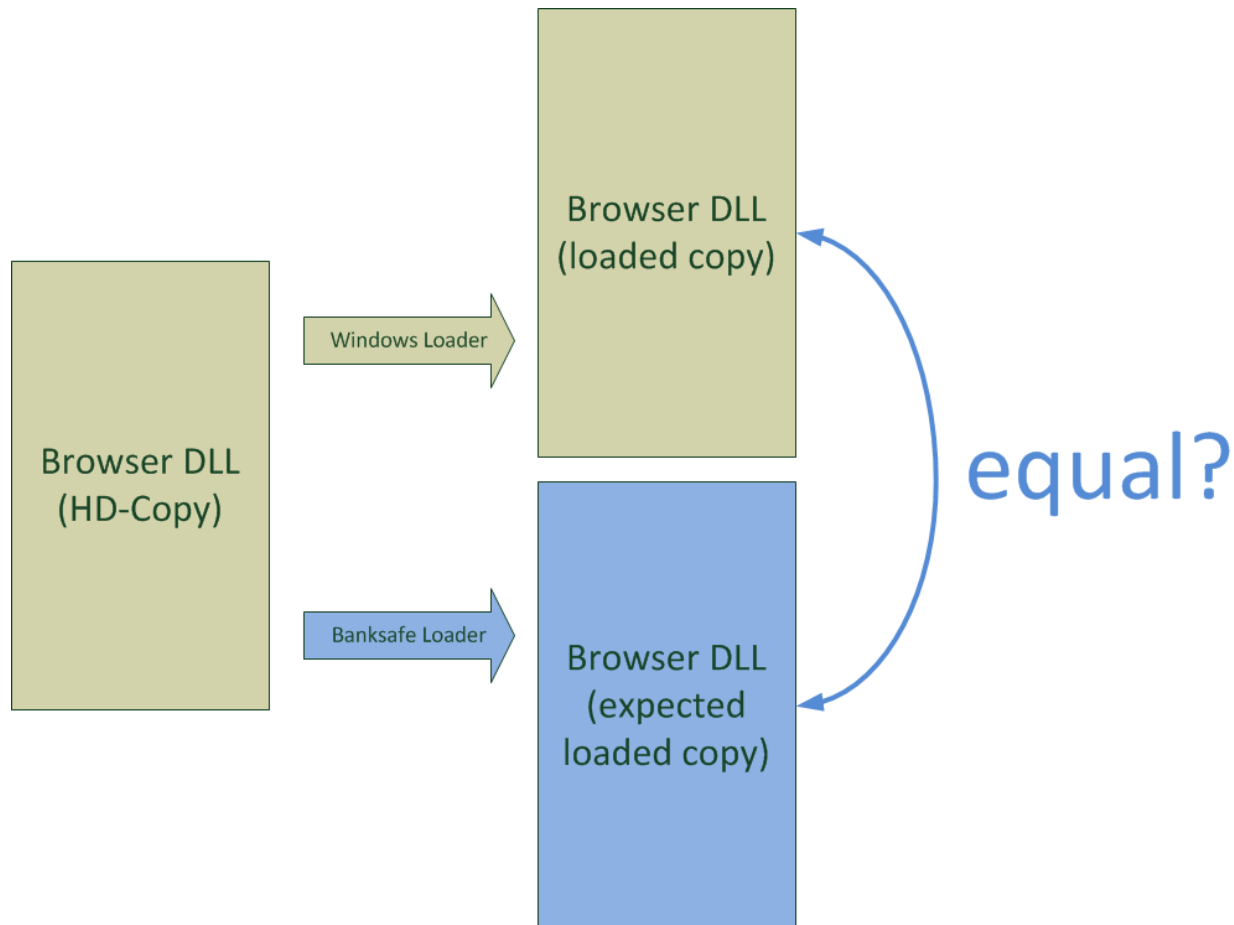 Browser DLL
(loaded copy)
Windows Loader
Browser DLL
(HD-Copy)
equal?
Banksafe Loader
Browser DLL
(expected
loaded copy)